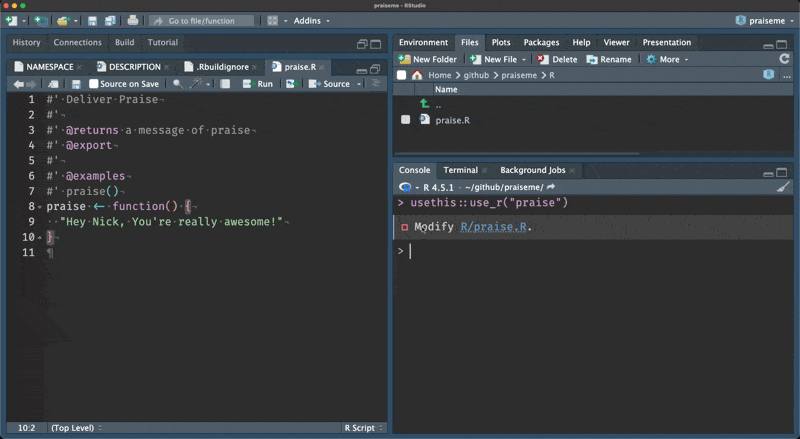 praiseme - RStudio
Go to file/function
Addins
praiseme
History Connections Build Tutorial
NAMESPACE DESCRIPTION .Rbuildignore praise.R
Source on Save Run Source
1 #' Deliver Praise
2 #'
3 #' @returns a message of praise
4 #' @export
5 #'
6 #' @examples
7 #' praise()
8 praise <- function() {
9 "Hey Nick, You're really awesome!"
10 }
11
10:2 (Top Level) R Script
Environment Files Plots Packages Help Viewer Presentation
New Folder New File Delete Rename More
Home github praiseme R
Name
..
praise.R
Console Terminal Background Jobs
R 4.5.1 · ~/github/praiseme/
> usethis::use_r("praise")
Modify R/praise.R.
>